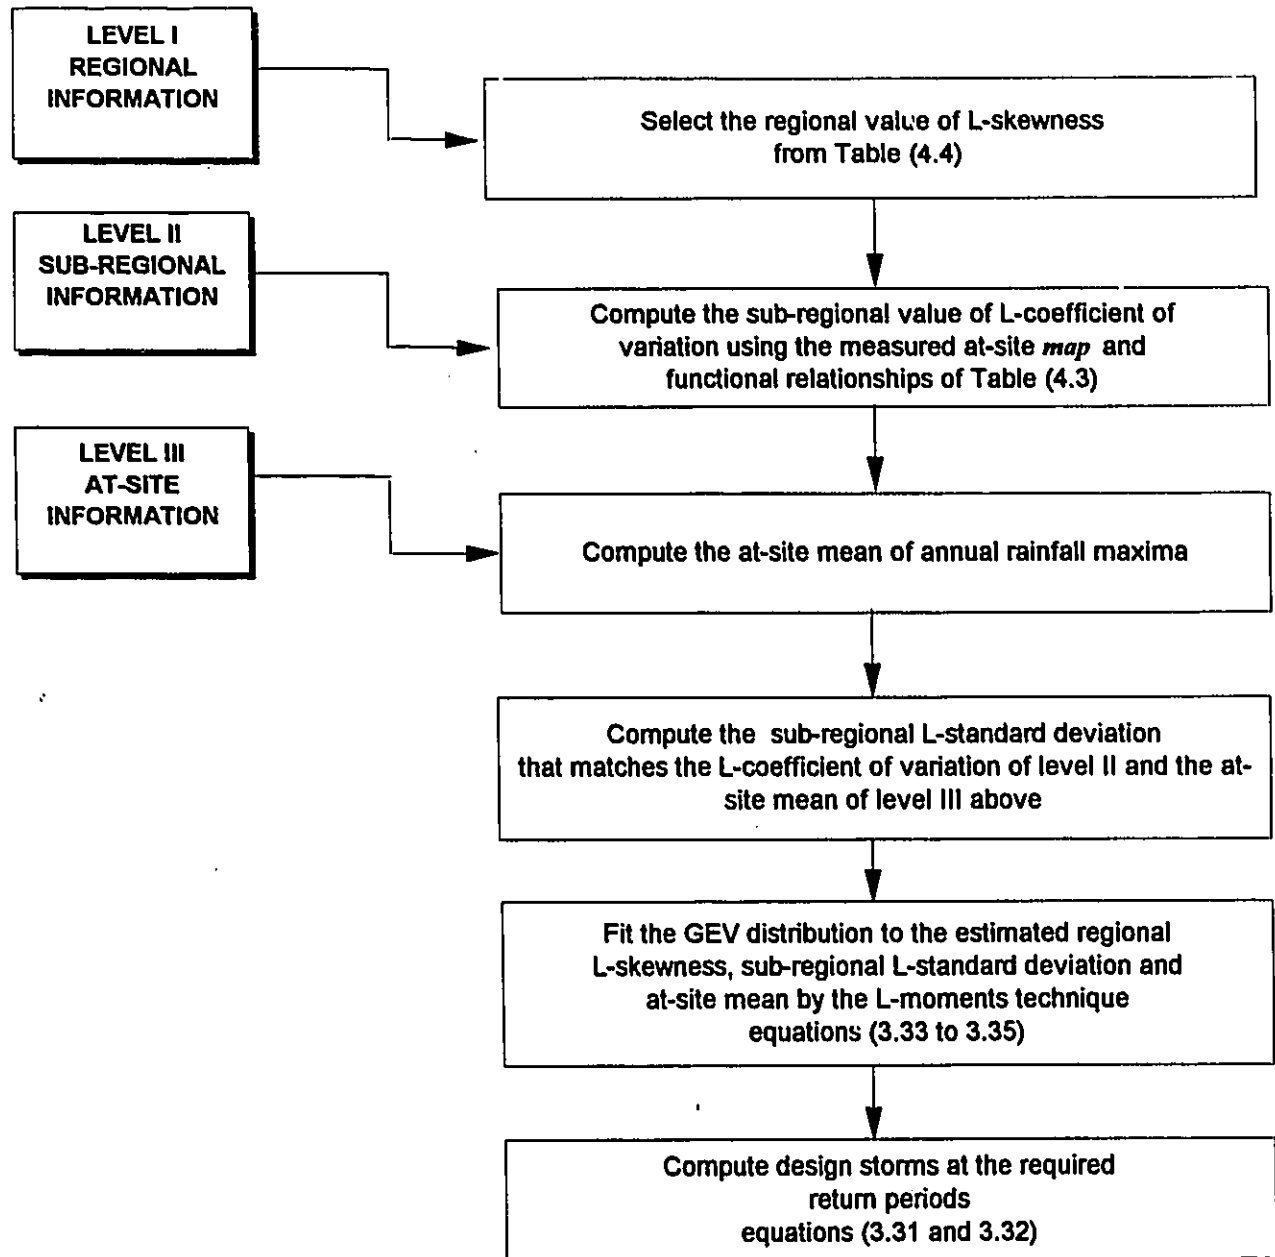 LEVEL I
REGIONAL
INFORMATION
Select the regional value of L-skewness
from Table (4.4)
LEVEL II
SUB-REGIONAL
INFORMATION
Compute the sub-regional value of L-coefficient of
variation using the measured at-site map and
functional relationships of Table (4.3)
LEVEL III
AT-SITE
INFORMATION
Compute the at-site mean of annual rainfall maxima
Compute the sub-regional L-standard deviation
that matches the L-coefficient of variation of level II and the at-
site mean of level III above
Fit the GEV distribution to the estimated regional
L-skewness, sub-regional L-standard deviation and
at-site mean by the L-moments technique
equations (3.33 to 3.35)
Compute design storms at the required
return periods
equations (3.31 and 3.32)